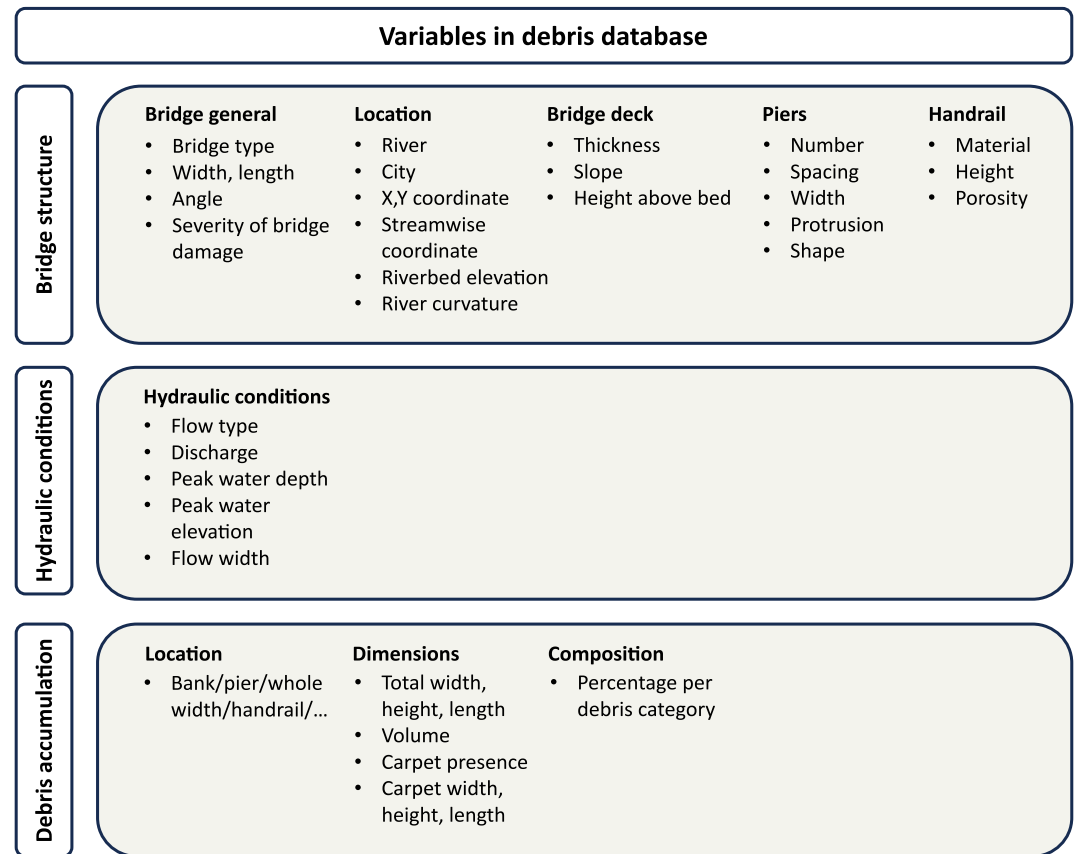 Variables in debris database
Bridge structure
Bridge general
• Bridge type
• Width, length
• Angle
• Severity of bridge
damage
Location
• River
• City
• X,Y coordinate
• Streamwise
coordinate
• Riverbed elevation
• River curvature
Bridge deck
• Thickness
• Slope
• Height above bed
Piers
• Number
• Spacing
• Width
• Protrusion
• Shape
Handrail
• Material
• Height
• Porosity
Hydraulic conditions
Hydraulic conditions
• Flow type
• Discharge
• Peak water depth
• Peak water
elevation
• Flow width
Debris accumulation
Location
• Bank/pier/whole
width/handrail/...
Dimensions
• Total width,
height, length
• Volume
• Carpet presence
• Carpet width,
height, length
Composition
• Percentage per
debris category